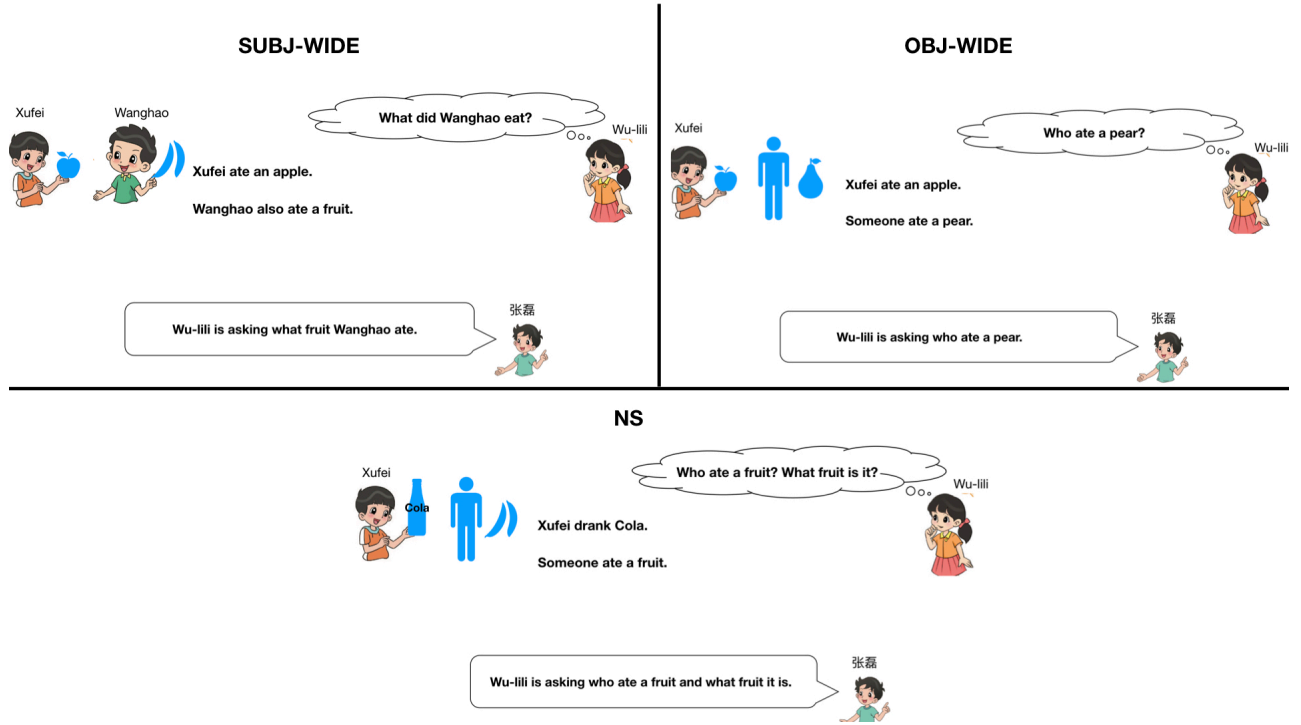 SUBJ-WIDE
Xufei
Wanghao
What did Wanghao eat?
Wu-lili
Xufei ate an apple.
Wanghao also ate a fruit.
张磊
Wu-lili is asking what fruit Wanghao ate.
OBJ-WIDE
Xufei
Who ate a pear?
Wu-lili
Xufei ate an apple.
Someone ate a pear.
张磊
Wu-lili is asking who ate a pear.
NS
Xufei
Cola
Who ate a fruit? What fruit is it?
Wu-lili
Xufei drank Cola.
Someone ate a fruit.
张磊
Wu-lili is asking who ate a fruit and what fruit it is.